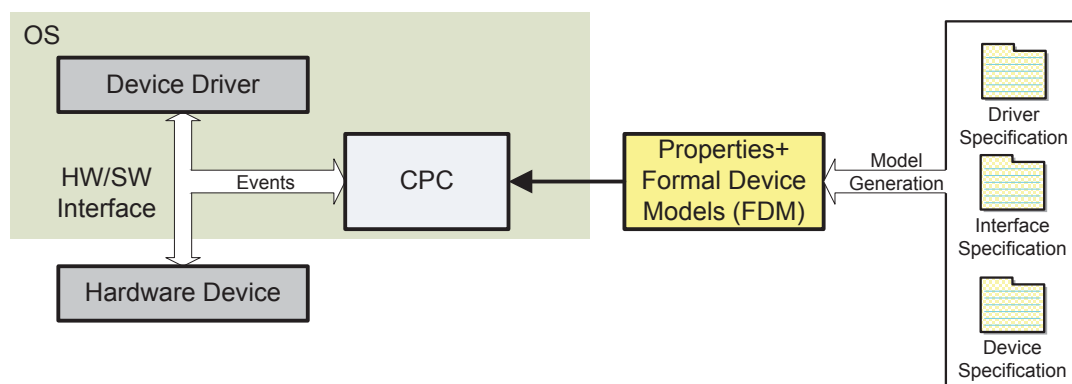 OS
Device Driver
HW/SW
Interface
Events
CPC
Hardware Device
Properties+
Formal Device
Models (FDM)
Model
Generation
Driver
Specification
Interface
Specification
Device
Specification